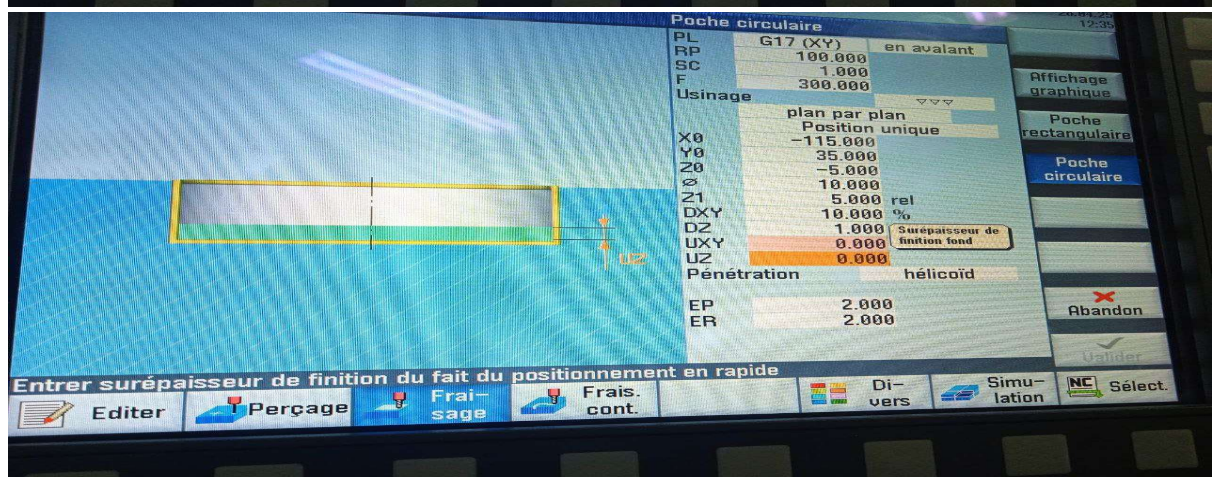 Poche circulaire
12:35
PL G17 (XY) en avalant
RP 100.000
SC 1.000
F 300.000
Usinage ▽▽▽
plan par plan
Position unique
X0 -115.000
Y0 35.000
Z0 -5.000
Ø 10.000
Z1 5.000 rel
DXY 10.000 %
DZ 1.000
UXY 0.000
UZ 0.000
Surépaisseur de
finition fond
Pénétration hélicoïd
EP 2.000
ER 2.000
UZ
Affichage
graphique
Poche
rectangulaire
Poche
circulaire
Abandon
Valider
Entrer surépaisseur de finition du fait du positionnement en rapide
Editer
Perçage
Frai-
sage
Frais.
cont.
Di-
vers
Simu-
lation
NC Sélect.